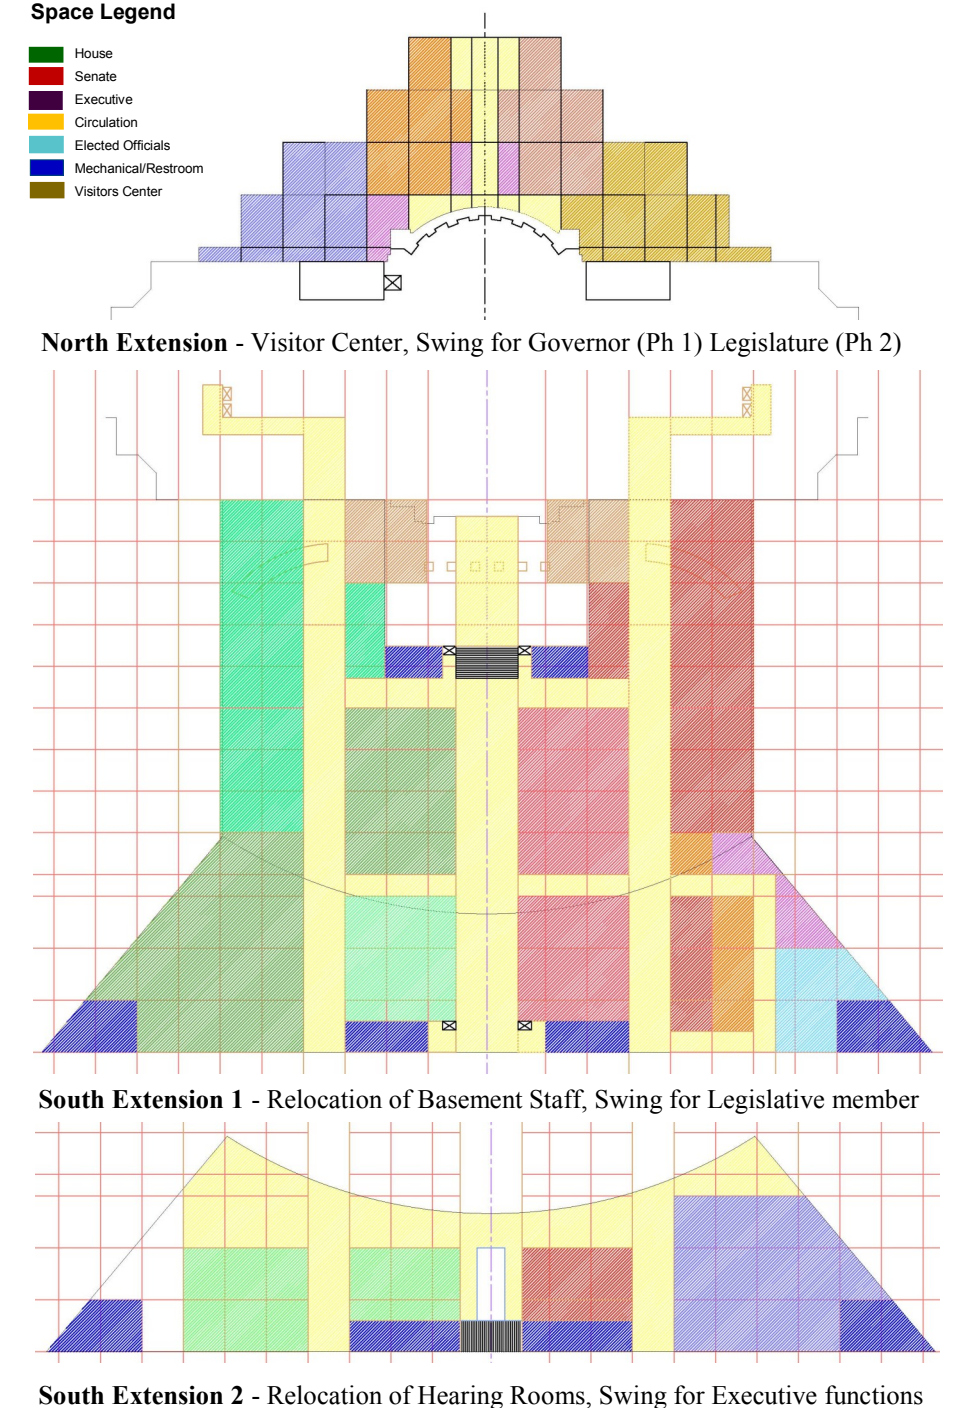 Space Legend
House
Senate
Executive
Circulation
Elected Officials
Mechanical/Restroom
Visitors Center
North Extension - Visitor Center, Swing for Governor (Ph 1) Legislature (Ph 2)
South Extension 1 - Relocation of Basement Staff, Swing for Legislative member
South Extension 2 - Relocation of Hearing Rooms, Swing for Executive functions